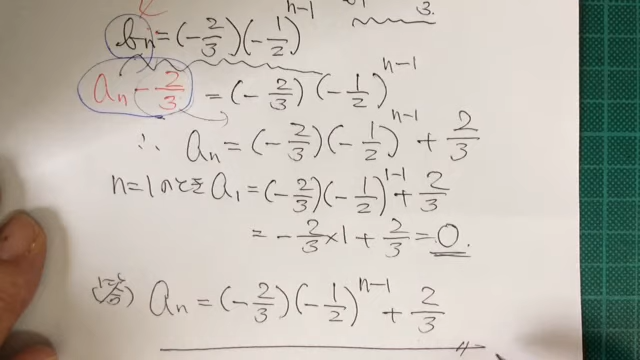 3.
bn = (-2/3)(-1/2)^{n-1}
an - 2/3 = (-2/3)(-1/2)^{n-1}
∴ an = (-2/3)(-1/2)^{n-1} + 2/3
n=1のとき a1 = (-2/3)(-1/2)^{1-1} + 2/3
= -2/3×1 + 2/3 = 0.
an = (-2/3)(-1/2)^{n-1} + 2/3